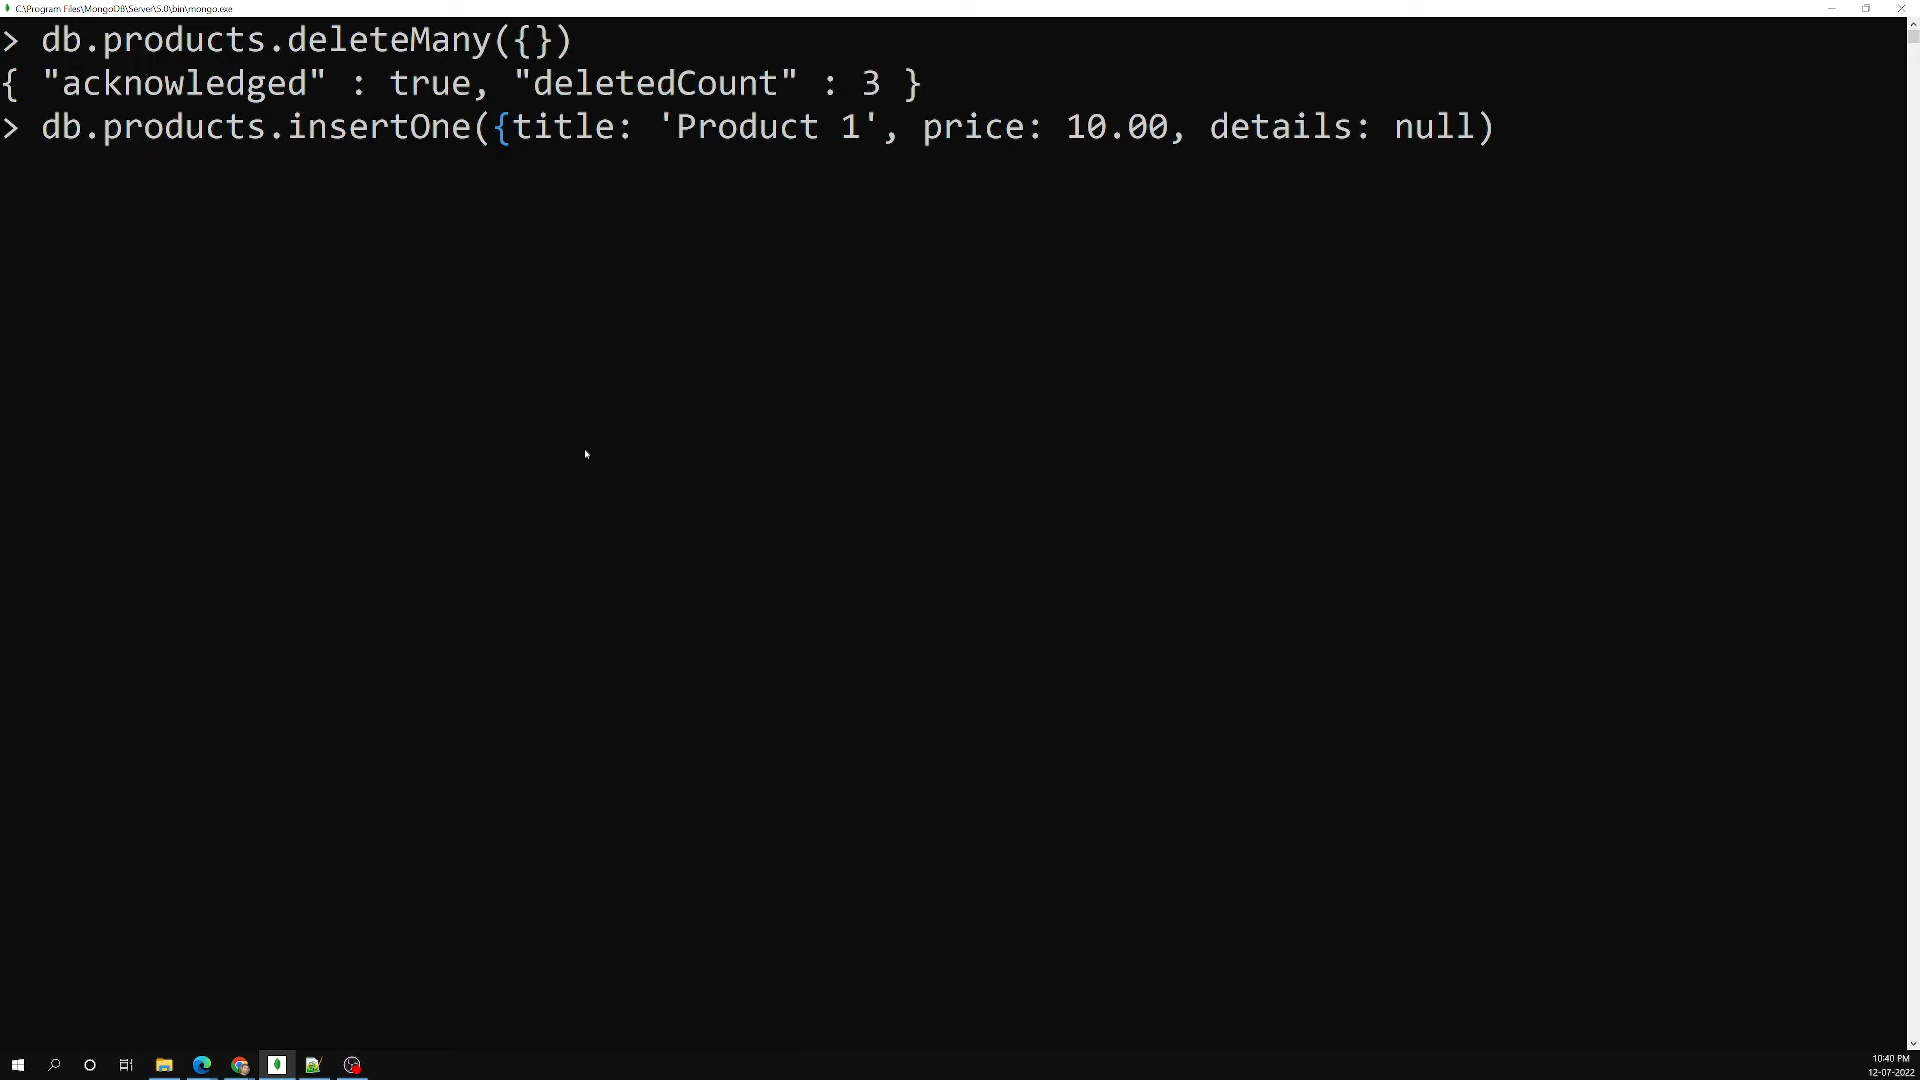 C:\Program Files\MongoDB\Server\5.0\bin\mongo.exe
> db.products.deleteMany({})
{ "acknowledged" : true, "deletedCount" : 3 }
> db.products.insertOne({title: 'Product 1', price: 10.00, details: null)
10:40 PM
12-07-2022